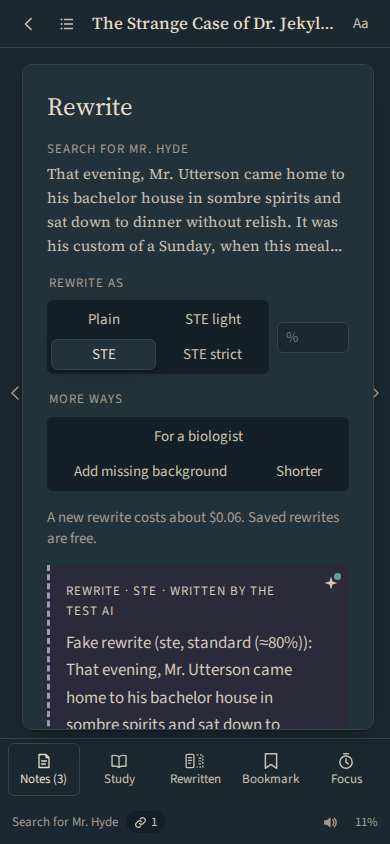 The Strange Case of Dr. Jekyl...
Aa
Rewrite
SEARCH FOR MR. HYDE
That evening, Mr. Utterson came home to
his bachelor house in sombre spirits and
sat down to dinner without relish. It was
his custom of a Sunday, when this meal...
REWRITE AS
Plain
STE light
STE
STE strict
%
MORE WAYS
For a biologist
Add missing background
Shorter
A new rewrite costs about $0.06. Saved rewrites
are free.
REWRITE · STE · WRITTEN BY THE
TEST AI
Fake rewrite (ste, standard (≈80%)):
That evening, Mr. Utterson came
home to his bachelor house in
sombre spirits and sat down to
Notes (3)
Study
Rewritten
Bookmark
Focus
Search for Mr. Hyde
1
11%